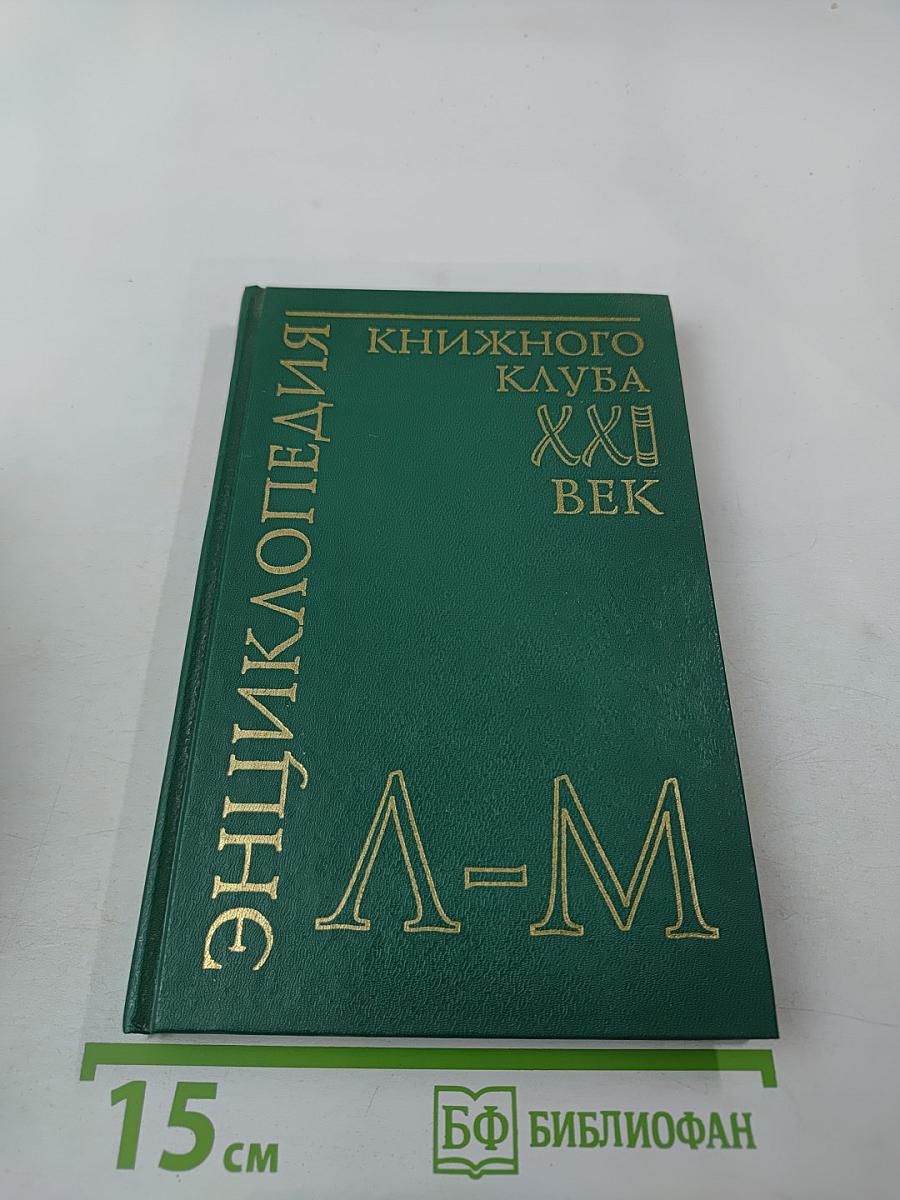 ЭНЦИКЛОПЕДИЯ
КНИЖНОГО
КЛУБА
XXI
ВЕК
Л-М
15 см
БФ БИБЛИОФАН